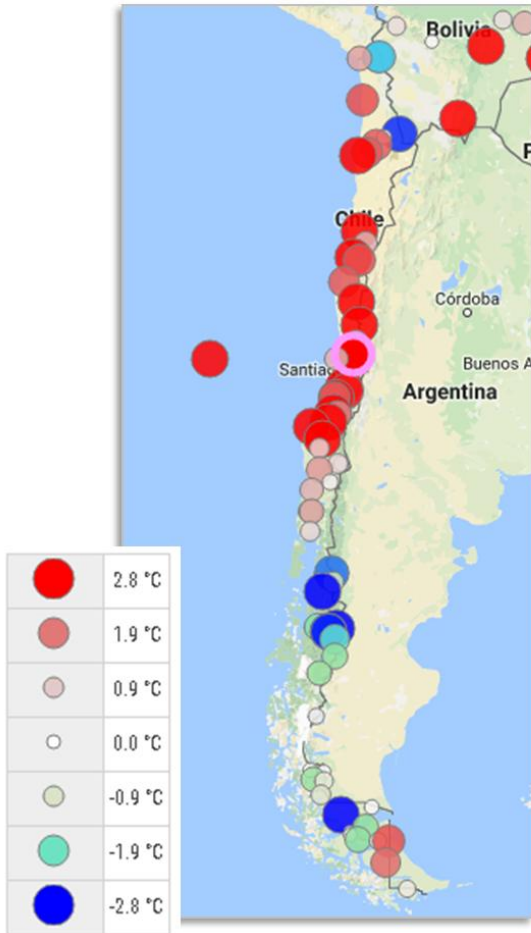 Bolivia
Chile
Córdoba
Santia
Buenos A
Argentina
2.8 °C
1.9 °C
0.9 °C
0.0 °C
-0.9 °C
-1.9 °C
-2.8 °C